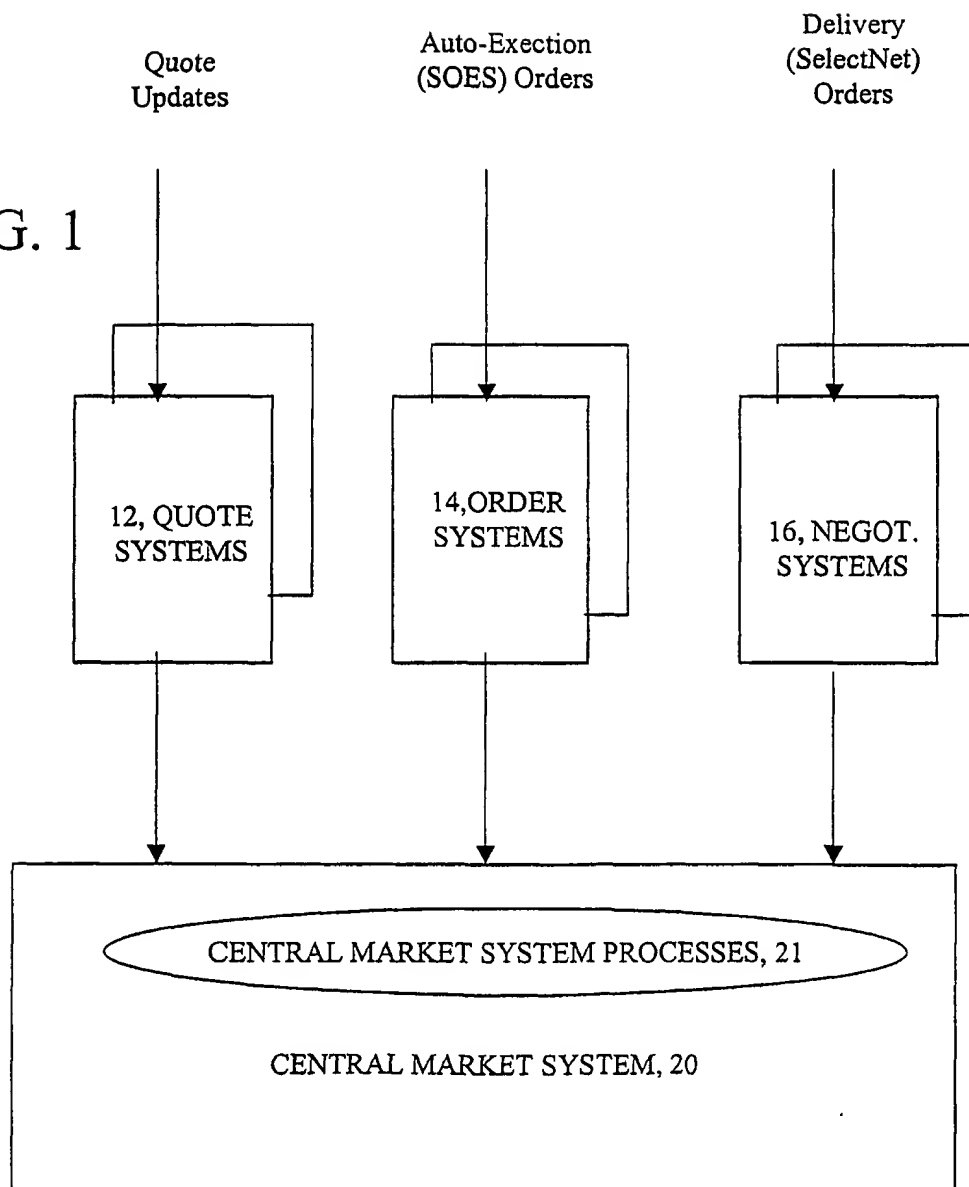 Quote
Updates
Auto-Exection
(SOES) Orders
Delivery
(SelectNet)
Orders
G. 1
12, QUOTE
SYSTEMS
14,ORDER
SYSTEMS
16, NEGOT.
SYSTEMS
CENTRAL MARKET SYSTEM PROCESSES, 21
CENTRAL MARKET SYSTEM, 20